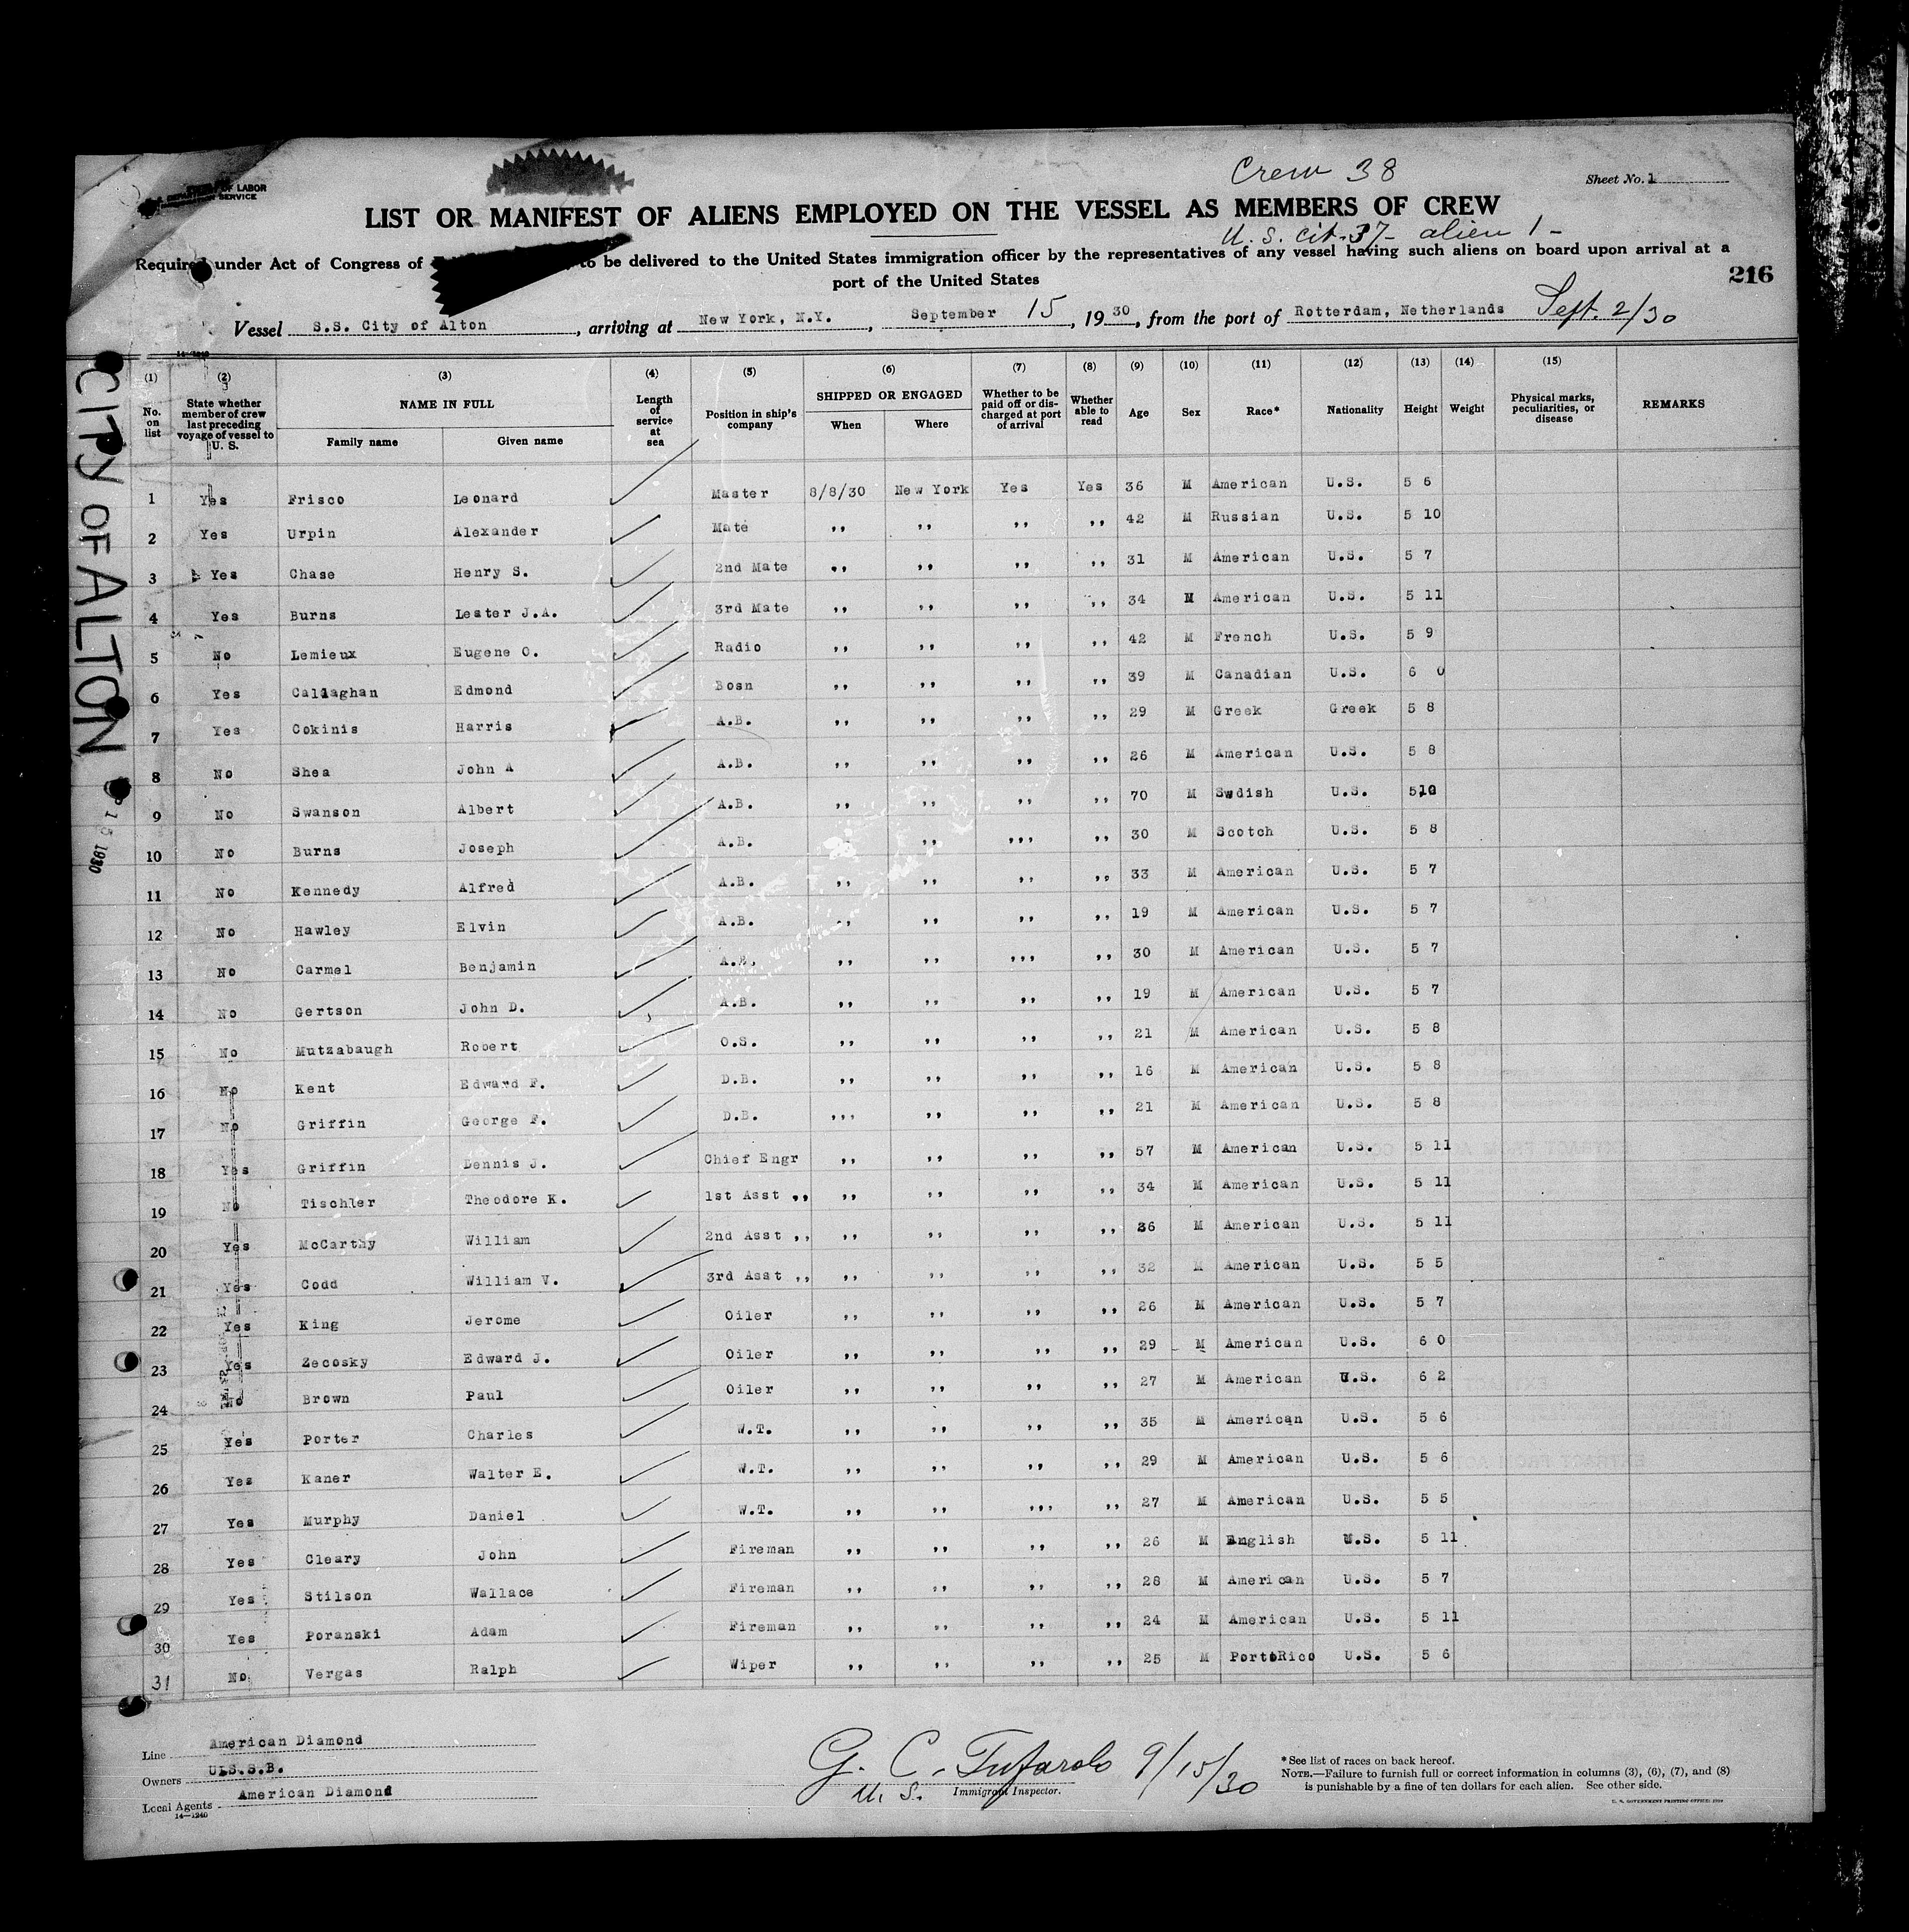 Crew 38
Sheet No. 1
OF LABOR
SERVICE
LIST OR MANIFEST OF ALIENS EMPLOYED ON THE VESSEL AS MEMBERS OF CREW
U.S. cit-37- alien 1-
Required under Act of Congress of to be delivered to the United States immigration officer by the representatives of any vessel having such aliens on board upon arrival at a
port of the United States
216
Vessel S.S. City of Alton, arriving at New York, N.Y., September 15, 1930, from the port of Rotterdam, Netherlands Sept. 2/30
CITY OF ALTON
(1) (2) (3) (4) (5) (6) (7) (8) (9) (10) (11) (12) (13) (14) (15)
No. on list | State whether member of crew last preceding voyage of vessel to U. S. | NAME IN FULL | Family name | Given name | Length of service at sea | Position in ship's company | SHIPPED OR ENGAGED | When | Where | Whether to be paid off or discharged at port of arrival | Whether able to read | Age | Sex | Race* | Nationality | Height | Weight | Physical marks, peculiarities, or disease | REMARKS
1 Yes Frisco Leonard Master 8/8/30 New York Yes Yes 36 M American U.S. 5 6
2 Yes Urpin Alexander Mate ,, ,, ,, ,, 42 M Russian U.S. 5 10
3 Yes Chase Henry S. 2nd Mate ,, ,, ,, ,, 31 M American U.S. 5 7
4 Yes Burns Lester J.A. 3rd Mate ,, ,, ,, ,, 34 M American U.S. 5 11
5 No Lemieux Eugene O. Radio ,, ,, ,, ,, 42 M French U.S. 5 9
6 Yes Callaghan Edmond Bosn ,, ,, ,, ,, 39 M Canadian U.S. 6 0
7 Yes Cokinis Harris A.B. ,, ,, ,, ,, 29 M Greek Greek 5 8
8 No Shea John A A.B. ,, ,, ,, ,, 26 M American U.S. 5 8
9 No Swanson Albert A.B. ,, ,, ,, ,, 70 M Swdish U.S. 5 10
10 No Burns Joseph A.B. ,, ,, ,,, ,, 30 M Scotch U.S. 5 8
11 No Kennedy Alfred A.B. ,, ,, ,, ,, 33 M American U.S. 5 7
12 No Hawley Elvin A.B. ,, ,, ,, ,, 19 M American U.S. 5 7
13 No Carmel Benjamin A.B. ,, ,, ,,, ,, 30 M American U.S. 5 7
14 No Gertson John D. A.B. ,, ,, ,, ,, 19 M American U.S. 5 7
15 No Mutzabaugh Robert O.S. ,, ,, ,, ,, 21 M American U.S. 5 8
16 No Kent Edward F. D.B. ,, ,, ,, ,, 16 M American U.S. 5 8
17 No Griffin George F. D.B. ,,, ,, ,, ,, 21 M American U.S. 5 8
18 Yes Griffin Dennis J. Chief Engr ,, ,, ,, ,, 57 M American U.S. 5 11
19 No Tischler Theodore K. 1st Asst ,, ,, ,, ,, ,, 34 M American U.S. 5 11
20 Yes McCarthy William 2nd Asst ,, ,, ,, ,, ,, 36 M American U.S. 5 11
21 Yes Codd William V. 3rd Asst ,, ,, ,, ,, ,, 32 M American U.S. 5 5
22 Yes King Jerome Oiler ,, ,, ,, ,, 26 M American U.S. 5 7
23 Yes Zecosky Edward J. Oiler ,, ,, ,, ,, 29 M American U.S. 6 0
24 No Brown Paul Oiler ,, ,, ,, ,, 27 M American U.S. 6 2
25 Yes Porter Charles W.T. ,, ,, ,, ,, 35 M American U.S. 5 6
26 Yes Kaner Walter E. W.T. ,, ,, ,, ,, 29 M American U.S. 5 6
27 Yes Murphy Daniel W.T. ,, ,, ,,, ,, 27 M American U.S. 5 5
28 Yes Cleary John Fireman ,, ,, ,, ,, 26 M English U.S. 5 11
29 Yes Stilson Wallace Fireman ,, ,, ,, ,, 28 M American U.S. 5 7
30 Yes Poranski Adam Fireman ,, ,, ,, ,, 24 M American U.S. 5 11
31 No Vergas Ralph Wiper ,, ,, ,, ,, 25 M PortoRico U.S. 5 6
Line American Diamond
Owners U.S.S.B.
Local Agents American Diamond
14—1240
G. C. Tufarolo 9/15/30
U. S. Immigrant Inspector.
*See list of races on back hereof.
NOTE.—Failure to furnish full or correct information in columns (3), (6), (7), and (8)
is punishable by a fine of ten dollars for each alien. See other side.